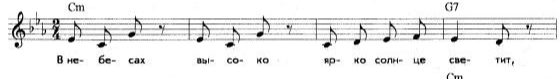 Cm G7
В не - бе - сах вы - со - ко яр - ко солн - це све - тит,
Cm